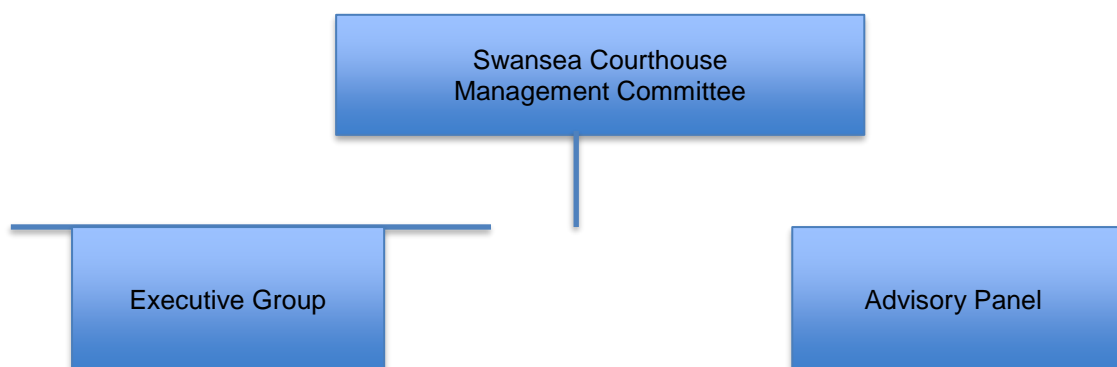 Swansea Courthouse
Management Committee
Executive Group
Advisory Panel